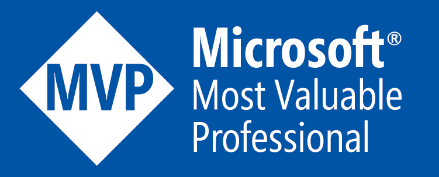 MVP
Microsoft®
Most Valuable
Professional